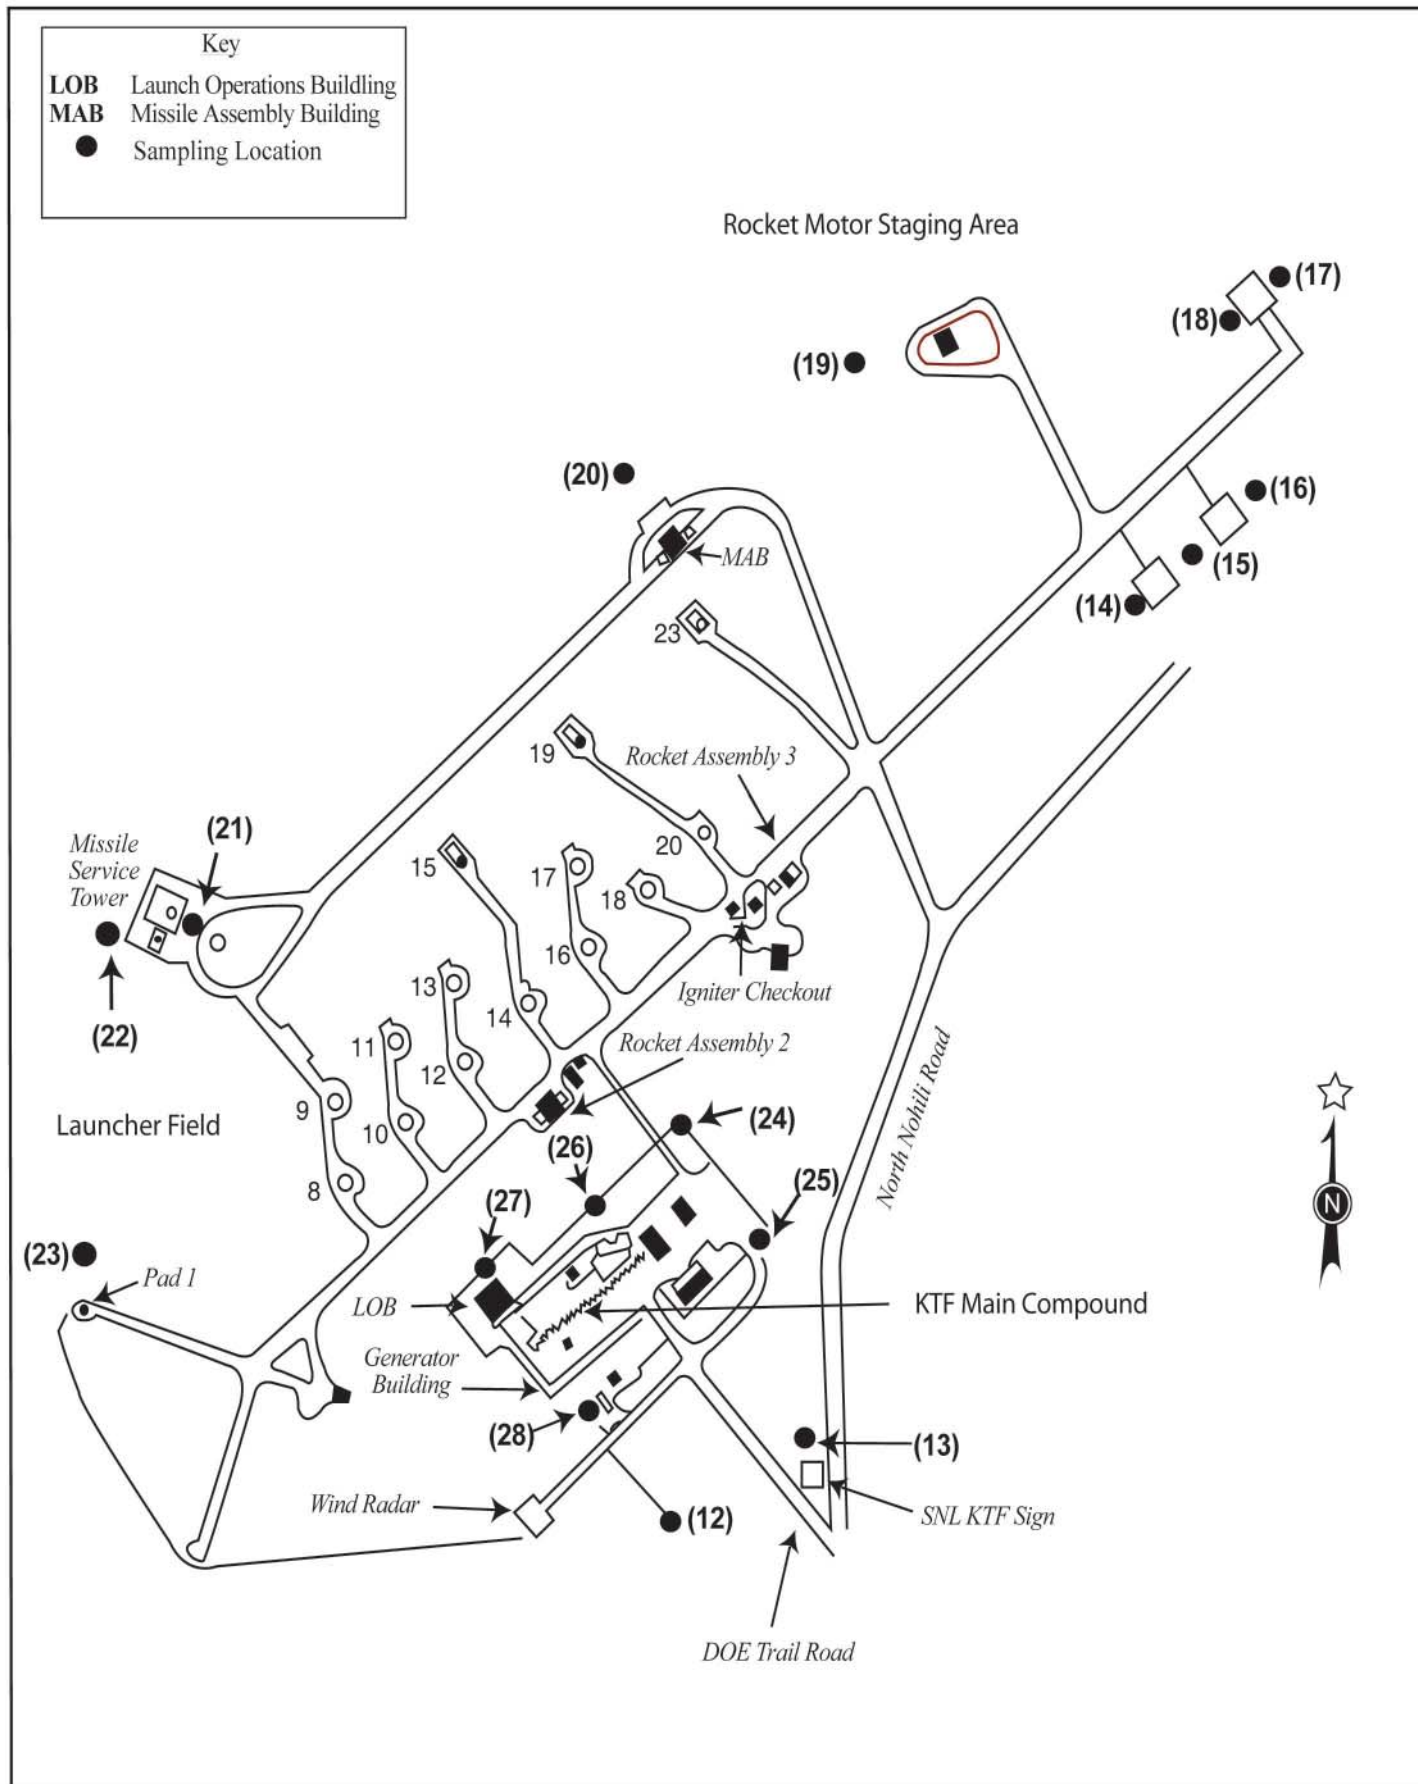 Key
LOB Launch Operations Buildling
MAB Missile Assembly Building
Sampling Location
Rocket Motor Staging Area
(17)
(18)
(19)
(20)
(16)
MAB
(15)
(14)
23
19
Rocket Assembly 3
(21)
Missile
Service
Tower
20
15
17
18
16
13
Igniter Checkout
14
(22)
11
Rocket Assembly 2
12
North Nohili Road
9
Launcher Field
10
(24)
(26)
8
(25)
(27)
N
(23)
Pad 1
LOB
KTF Main Compound
Generator
Building
(28)
(13)
Wind Radar
(12)
SNL KTF Sign
DOE Trail Road